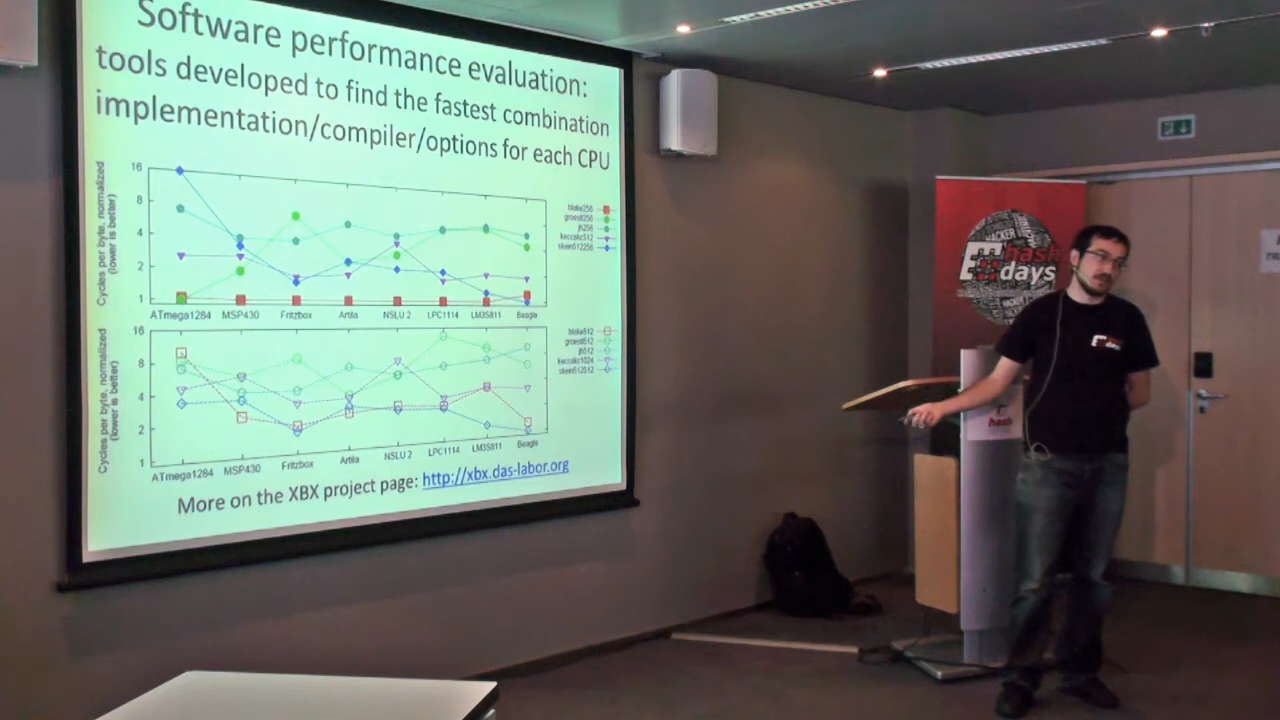 Software performance evaluation:
tools developed to find the fastest combination
implementation/compiler/options for each CPU
Cycles per byte, normalized
(lower is better)
16
8
4
2
1
blake256
groestl256
jh256
keccakc512
skein512256
ATmega1284 MSP430 Fritzbox Artila NSLU 2 LPC1114 LM3S811 Beagle
Cycles per byte, normalized
(lower is better)
16
8
4
2
1
blake512
groestl512
jh512
keccakc1024
skein512512
ATmega1284 MSP430 Fritzbox Artila NSLU 2 LPC1114 LM3S811 Beagle
More on the XBX project page: http://xbx.das-labor.org
HACKER
hash
days
days
hash